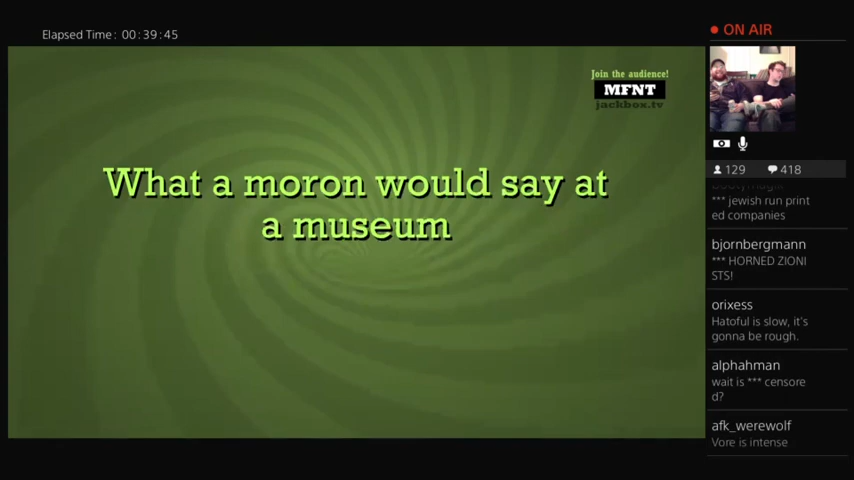 Elapsed Time: 00:39:45
ON AIR
Join the audience!
MFNT
jackbox.tv
What a moron would say at
a museum
129 418
*** jewish run print
ed companies
bjornbergmann
*** HORNED ZIONI
STS!
orixess
Hatoful is slow, it's
gonna be rough.
alphahman
wait is *** censore
d?
afk_werewolf
Vore is intense